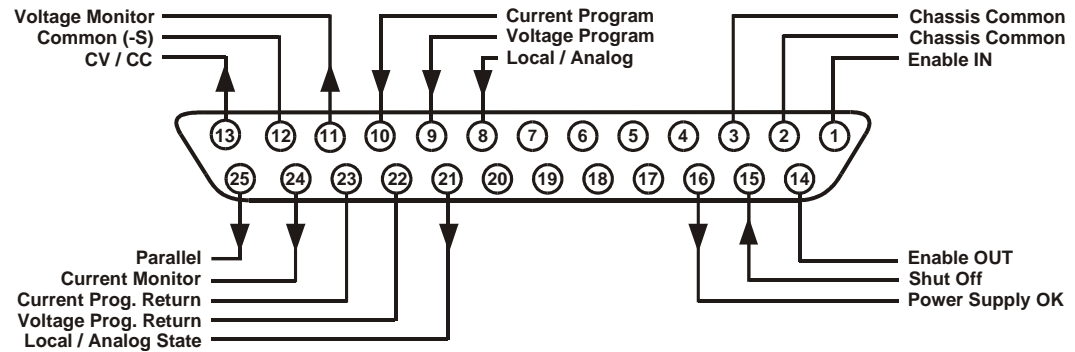 Voltage Monitor
Common (-S)
CV / CC
Current Program
Voltage Program
Local / Analog
Chassis Common
Chassis Common
Enable IN
13 12 11 10 9 8 7 6 5 4 3 2 1
25 24 23 22 21 20 19 18 17 16 15 14
Parallel
Current Monitor
Current Prog. Return
Voltage Prog. Return
Local / Analog State
Enable OUT
Shut Off
Power Supply OK